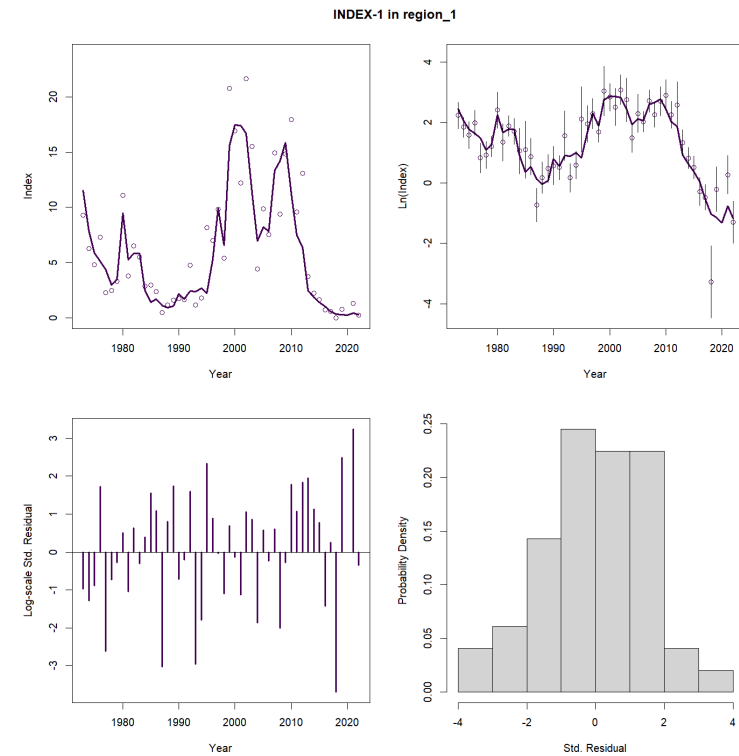 INDEX-1 in region_1
Index
20
15
10
5
0
1980 1990 2000 2010 2020
Year
Ln(Index)
4
2
0
-2
-4
1980 1990 2000 2010 2020
Year
Log-scale Std. Residual
3
2
1
0
-1
-2
-3
1980 1990 2000 2010 2020
Year
Probability Density
0.25
0.20
0.15
0.10
0.05
0.00
-4 -2 0 2 4
Std. Residual